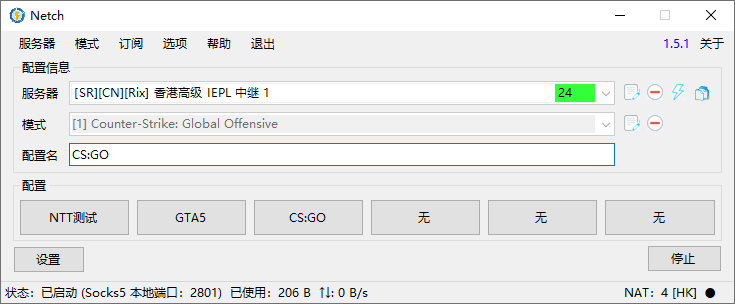 Netch
服务器 模式 订阅 选项 帮助 退出 1.5.1 关于
配置信息
服务器 [SR][CN][Rix] 香港高级 IEPL 中继 1 24
模式 [1] Counter-Strike: Global Offensive
配置名 CS:GO
配置
NTT测试 GTA5 CS:GO 无 无 无
设置 停止
状态：已启动 (Socks5 本地端口：2801) 已使用：206 B ↑↓: 0 B/s NAT：4 [HK] ●